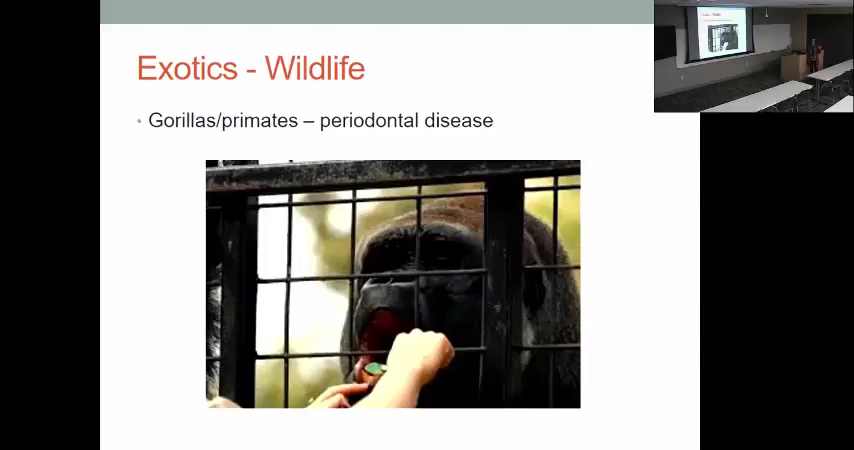 Exotics - Wildlife
• Gorillas/primates – periodontal disease